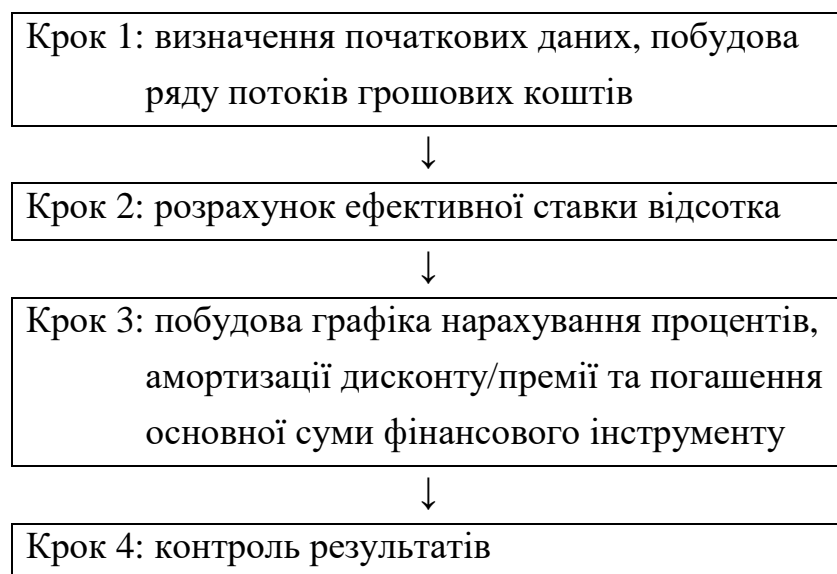 Крок 1: визначення початкових даних, побудова
ряду потоків грошових коштів
↓
Крок 2: розрахунок ефективної ставки відсотка
↓
Крок 3: побудова графіка нарахування процентів,
амортизації дисконту/премії та погашення
основної суми фінансового інструменту
↓
Крок 4: контроль результатів